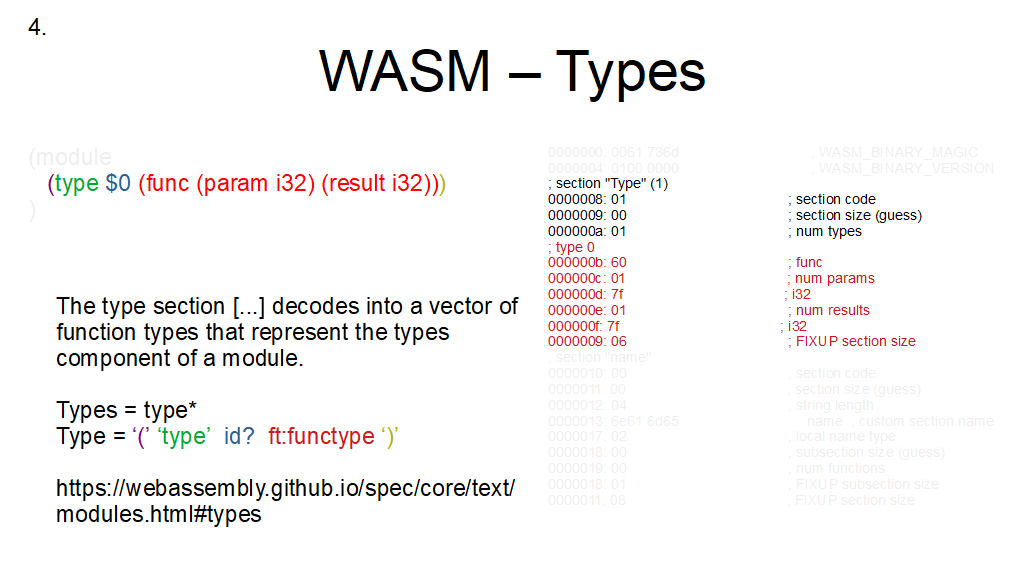 4.
WASM – Types
(module
(type $0 (func (param i32) (result i32)))
)
The type section [...] decodes into a vector of
function types that represent the types
component of a module.
Types = type*
Type = ‘(’ ‘type’ id? ft:functype ‘)’
https://webassembly.github.io/spec/core/text/
modules.html#types
0000000: 0061 736d ; WASM_BINARY_MAGIC
0000004: 0100 0000 ; WASM_BINARY_VERSION
; section "Type" (1)
0000008: 01 ; section code
0000009: 00 ; section size (guess)
000000a: 01 ; num types
; type 0
000000b: 60 ; func
000000c: 01 ; num params
000000d: 7f ; i32
000000e: 01 ; num results
000000f: 7f ; i32
0000009: 06 ; FIXUP section size
; section "name"
0000010: 00 ; section code
0000011: 00 ; section size (guess)
0000012: 04 ; string length
0000013: 6e61 6d65 name ; custom section name
0000017: 02 ; local name type
0000018: 00 ; subsection size (guess)
0000019: 00 ; num functions
0000018: 01 ; FIXUP subsection size
0000011: 08 ; FIXUP section size